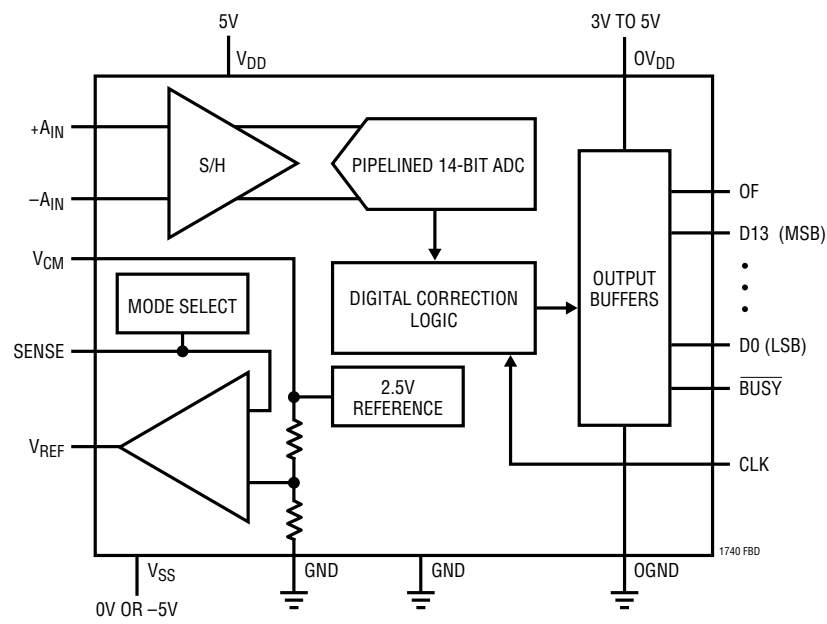 5V
3V TO 5V
VDD
OVDD
+AIN
S/H
PIPELINED 14-BIT ADC
–AIN
OF
D13 (MSB)
VCM
MODE SELECT
DIGITAL CORRECTION
LOGIC
OUTPUT
BUFFERS
SENSE
D0 (LSB)
2.5V
REFERENCE
BUSY
VREF
CLK
1740 FBD
VSS
GND
GND
OGND
0V OR –5V